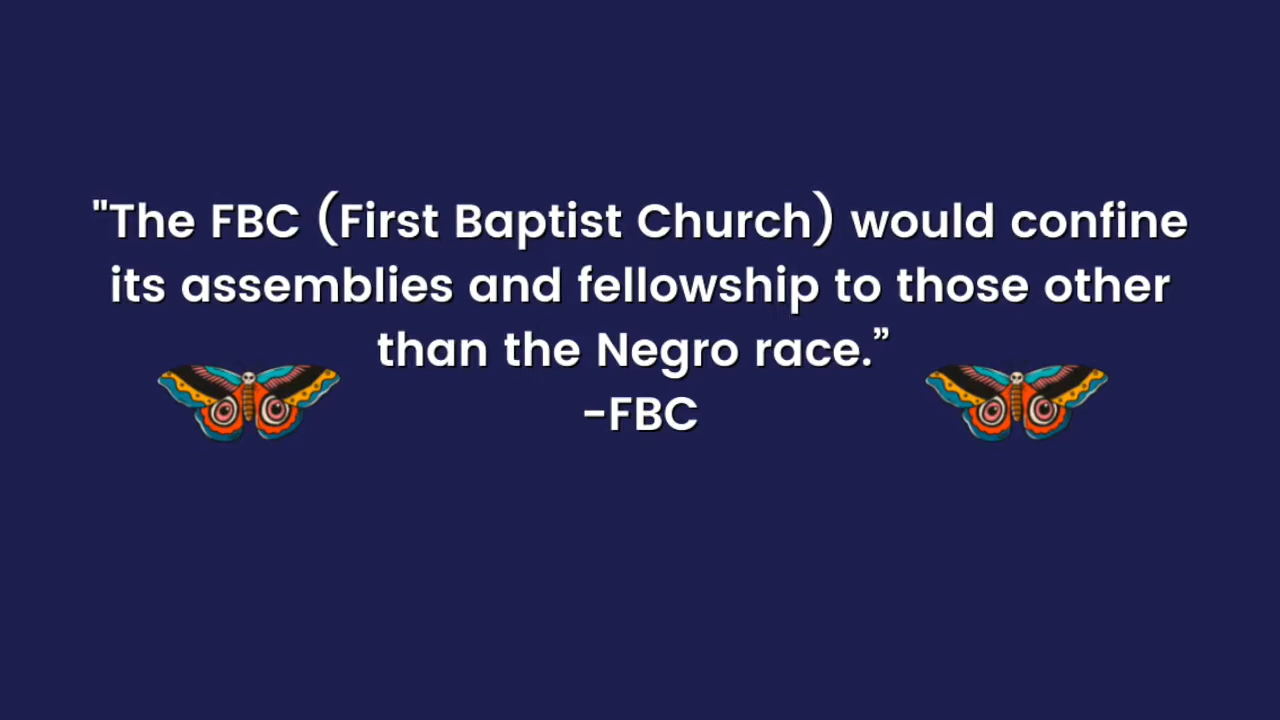 "The FBC (First Baptist Church) would confine
its assemblies and fellowship to those other
than the Negro race.”
-FBC